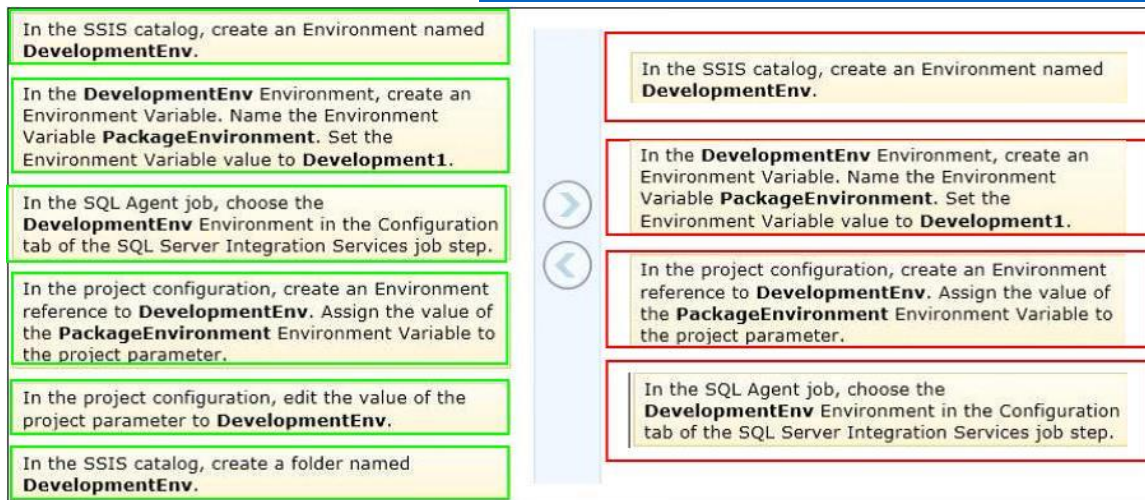 In the SSIS catalog, create an Environment named
DevelopmentEnv.
In the DevelopmentEnv Environment, create an
Environment Variable. Name the Environment
Variable PackageEnvironment. Set the
Environment Variable value to Development1.
In the SQL Agent job, choose the
DevelopmentEnv Environment in the Configuration
tab of the SQL Server Integration Services job step.
In the project configuration, create an Environment
reference to DevelopmentEnv. Assign the value of
the PackageEnvironment Environment Variable to
the project parameter.
In the project configuration, edit the value of the
project parameter to DevelopmentEnv.
In the SSIS catalog, create a folder named
DevelopmentEnv.
In the SSIS catalog, create an Environment named
DevelopmentEnv.
In the DevelopmentEnv Environment, create an
Environment Variable. Name the Environment
Variable PackageEnvironment. Set the
Environment Variable value to Development1.
In the project configuration, create an Environment
reference to DevelopmentEnv. Assign the value of
the PackageEnvironment Environment Variable to
the project parameter.
In the SQL Agent job, choose the
DevelopmentEnv Environment in the Configuration
tab of the SQL Server Integration Services job step.